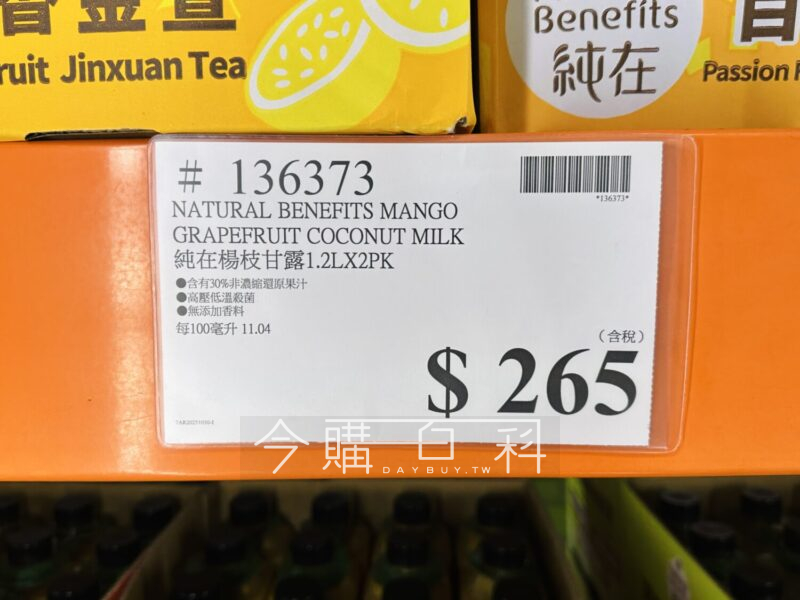 ruit Jinxuan Tea
Benefits
純在
Passion F
# 136373
*136373*
NATURAL BENEFITS MANGO
GRAPEFRUIT COCONUT MILK
純在楊枝甘露1.2LX2PK
●含有30%非濃縮還原果汁
●高壓低溫殺菌
●無添加香料
每100毫升 11.04
(含稅)
$ 265
今購百科
DAYBUY.TW